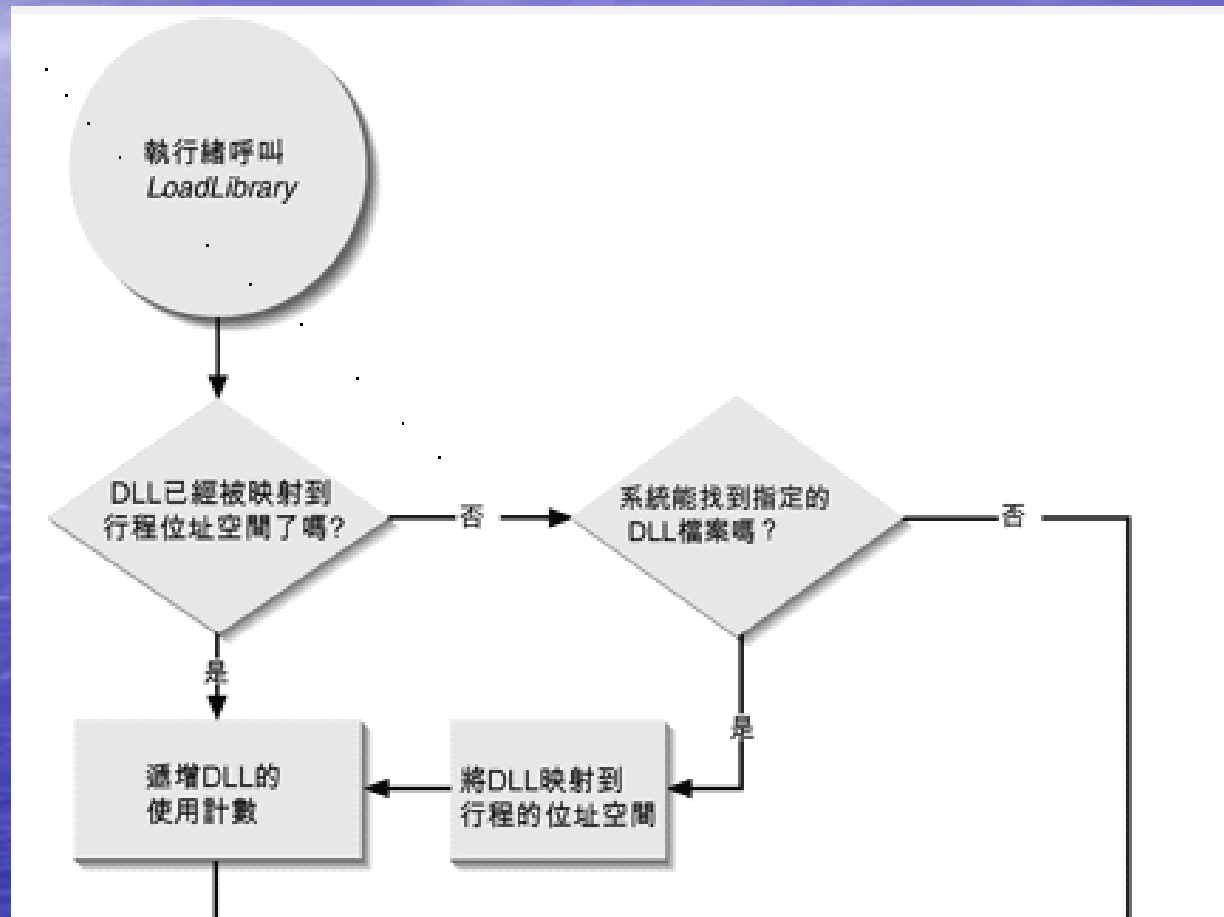 執行緒呼叫
LoadLibrary
DLL已經被映射到
行程位址空間了嗎?
否
系統能找到指定的
DLL檔案嗎？
否
是
是
遞增DLL的
使用計數
將DLL映射到
行程的位址空間